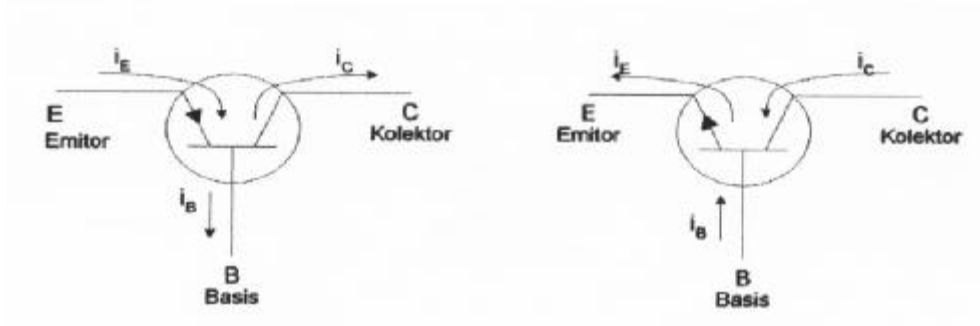 i_E
i_C
E
Emitor
C
Kolektor
i_B
B
Basis
i_E
i_C
E
Emitor
C
Kolektor
i_B
B
Basis